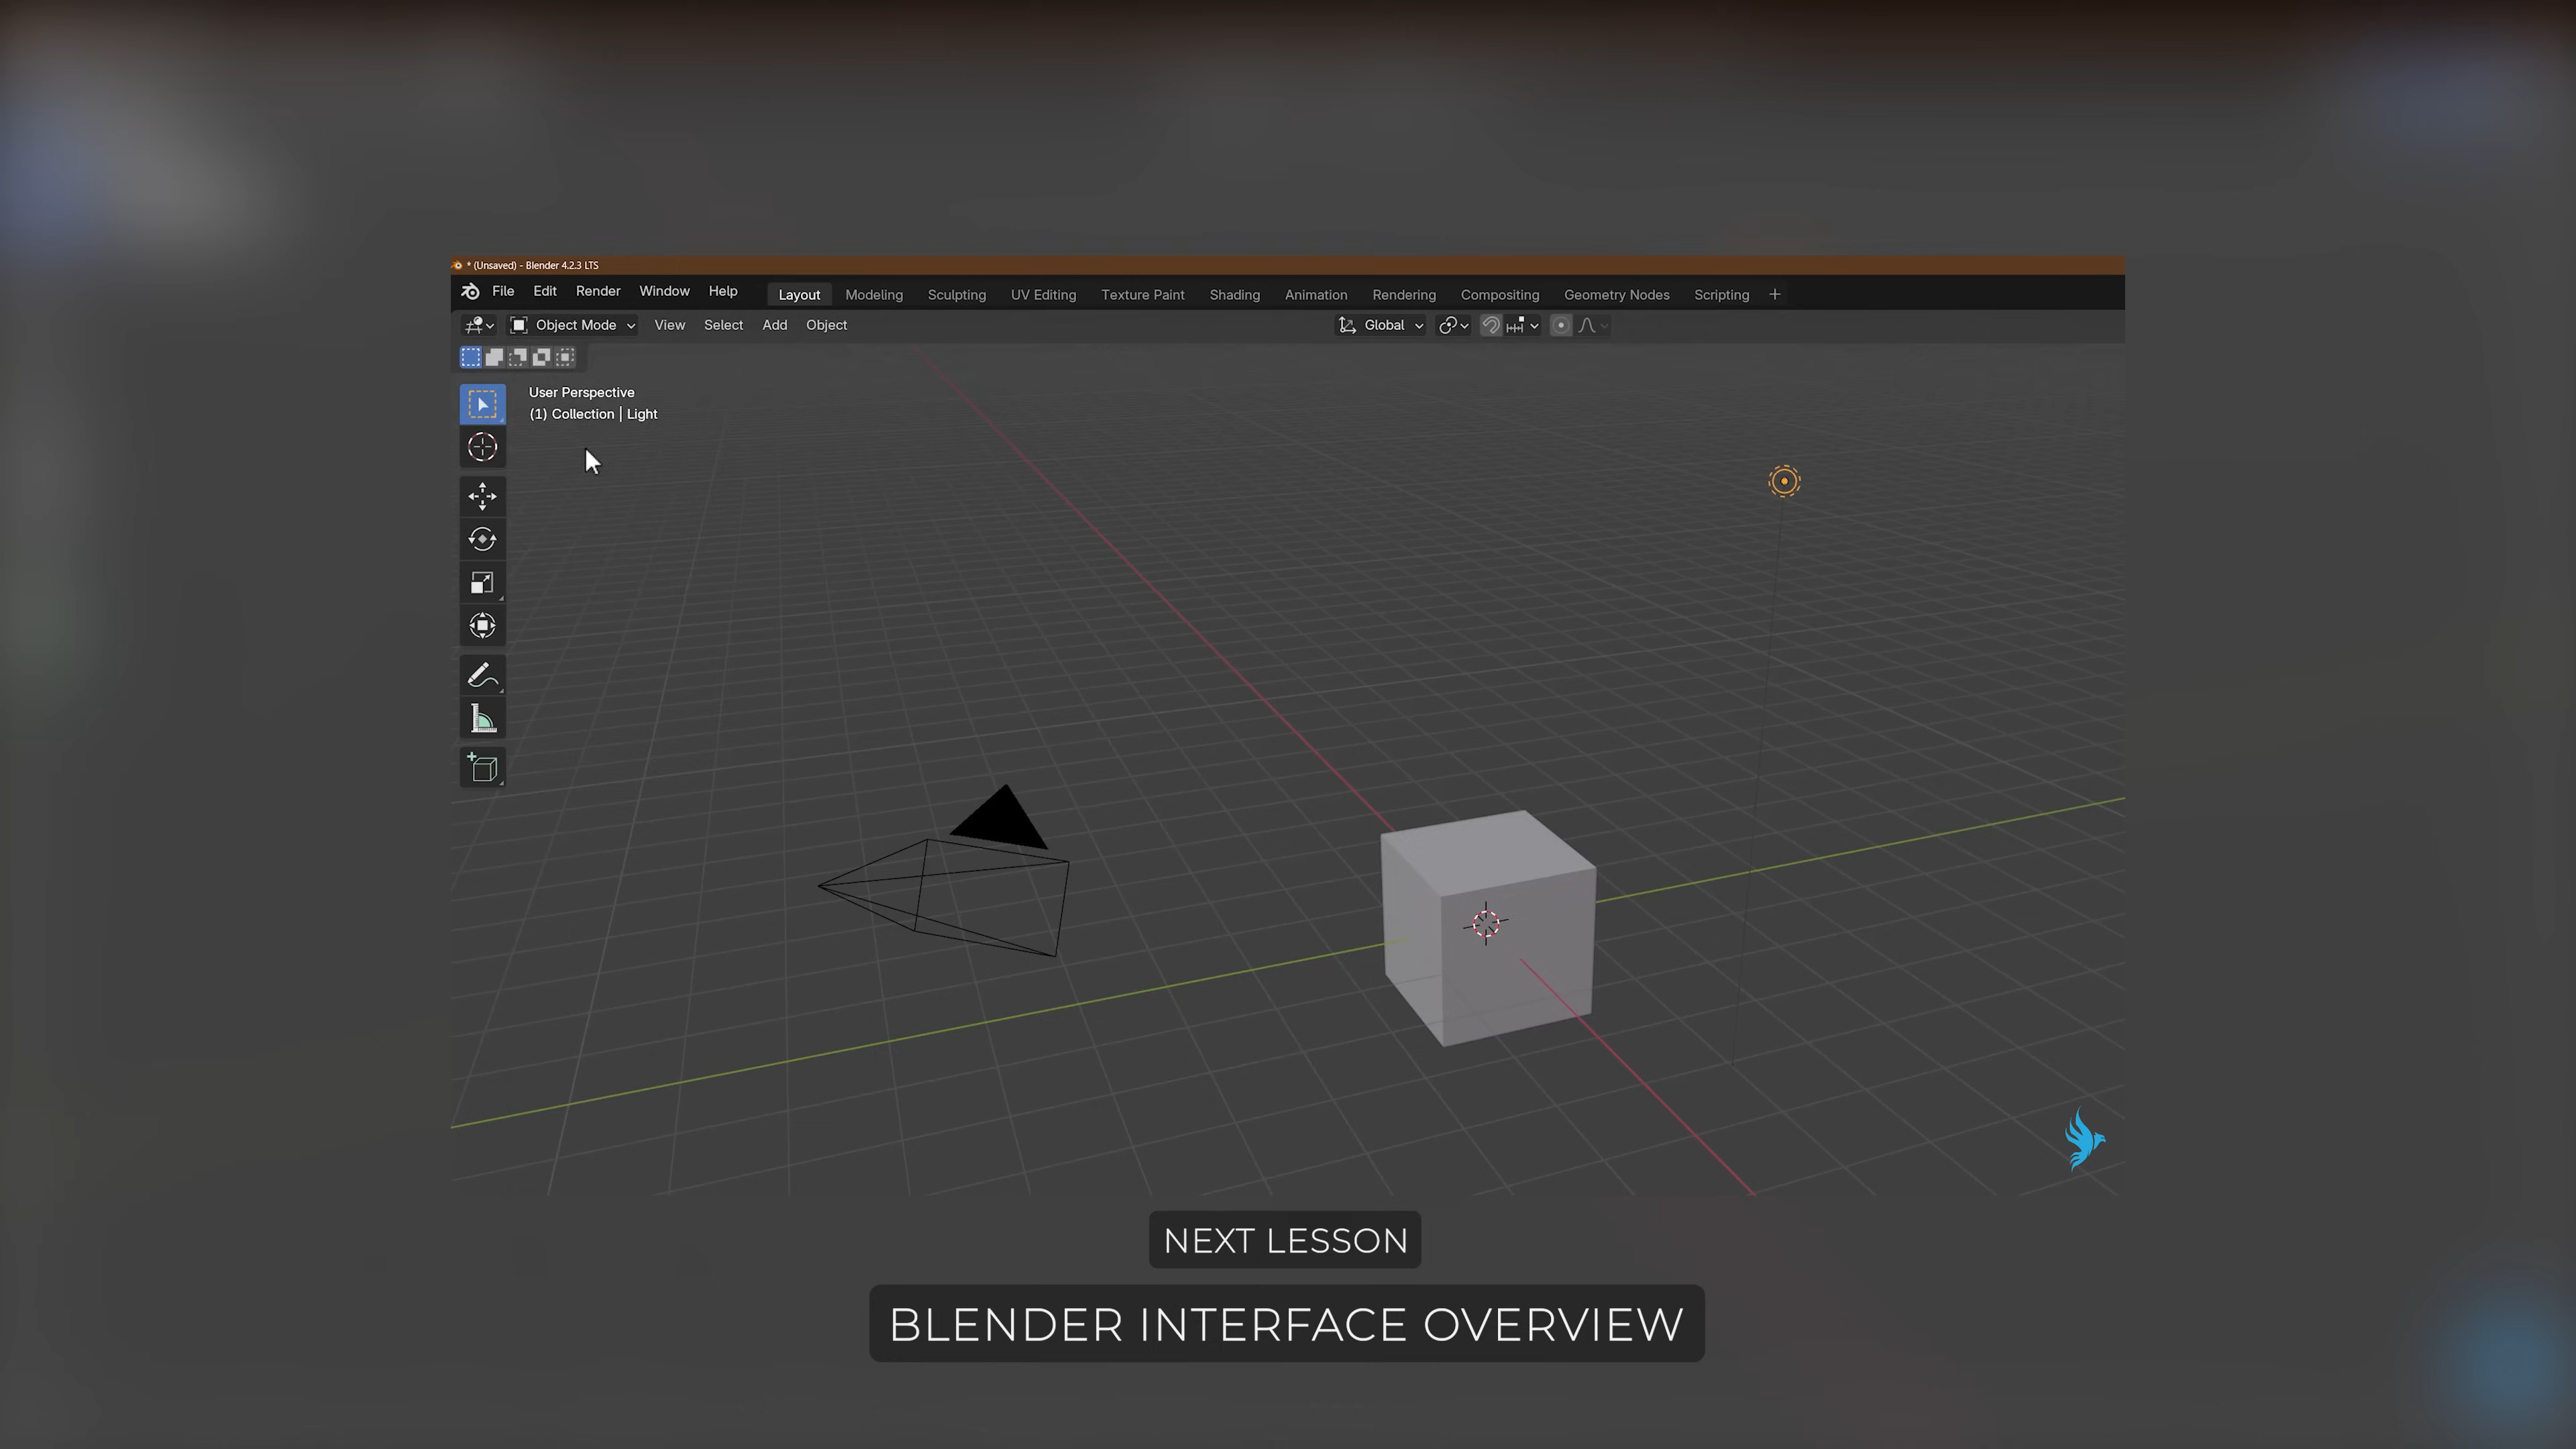 * (Unsaved) - Blender 4.2.3 LTS
File Edit Render Window Help Layout Modeling Sculpting UV Editing Texture Paint Shading Animation Rendering Compositing Geometry Nodes Scripting +
Object Mode View Select Add Object Global
User Perspective
(1) Collection | Light
NEXT LESSON
BLENDER INTERFACE OVERVIEW